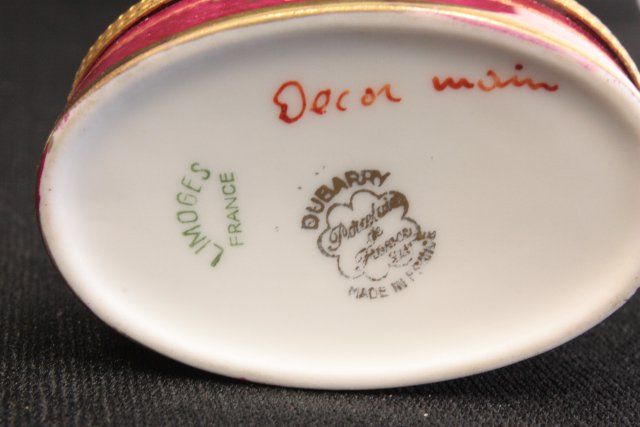 Decor main
LIMOGES
FRANCE
DUBARRY
Porcelaine
de
France
MADE IN FRANCE